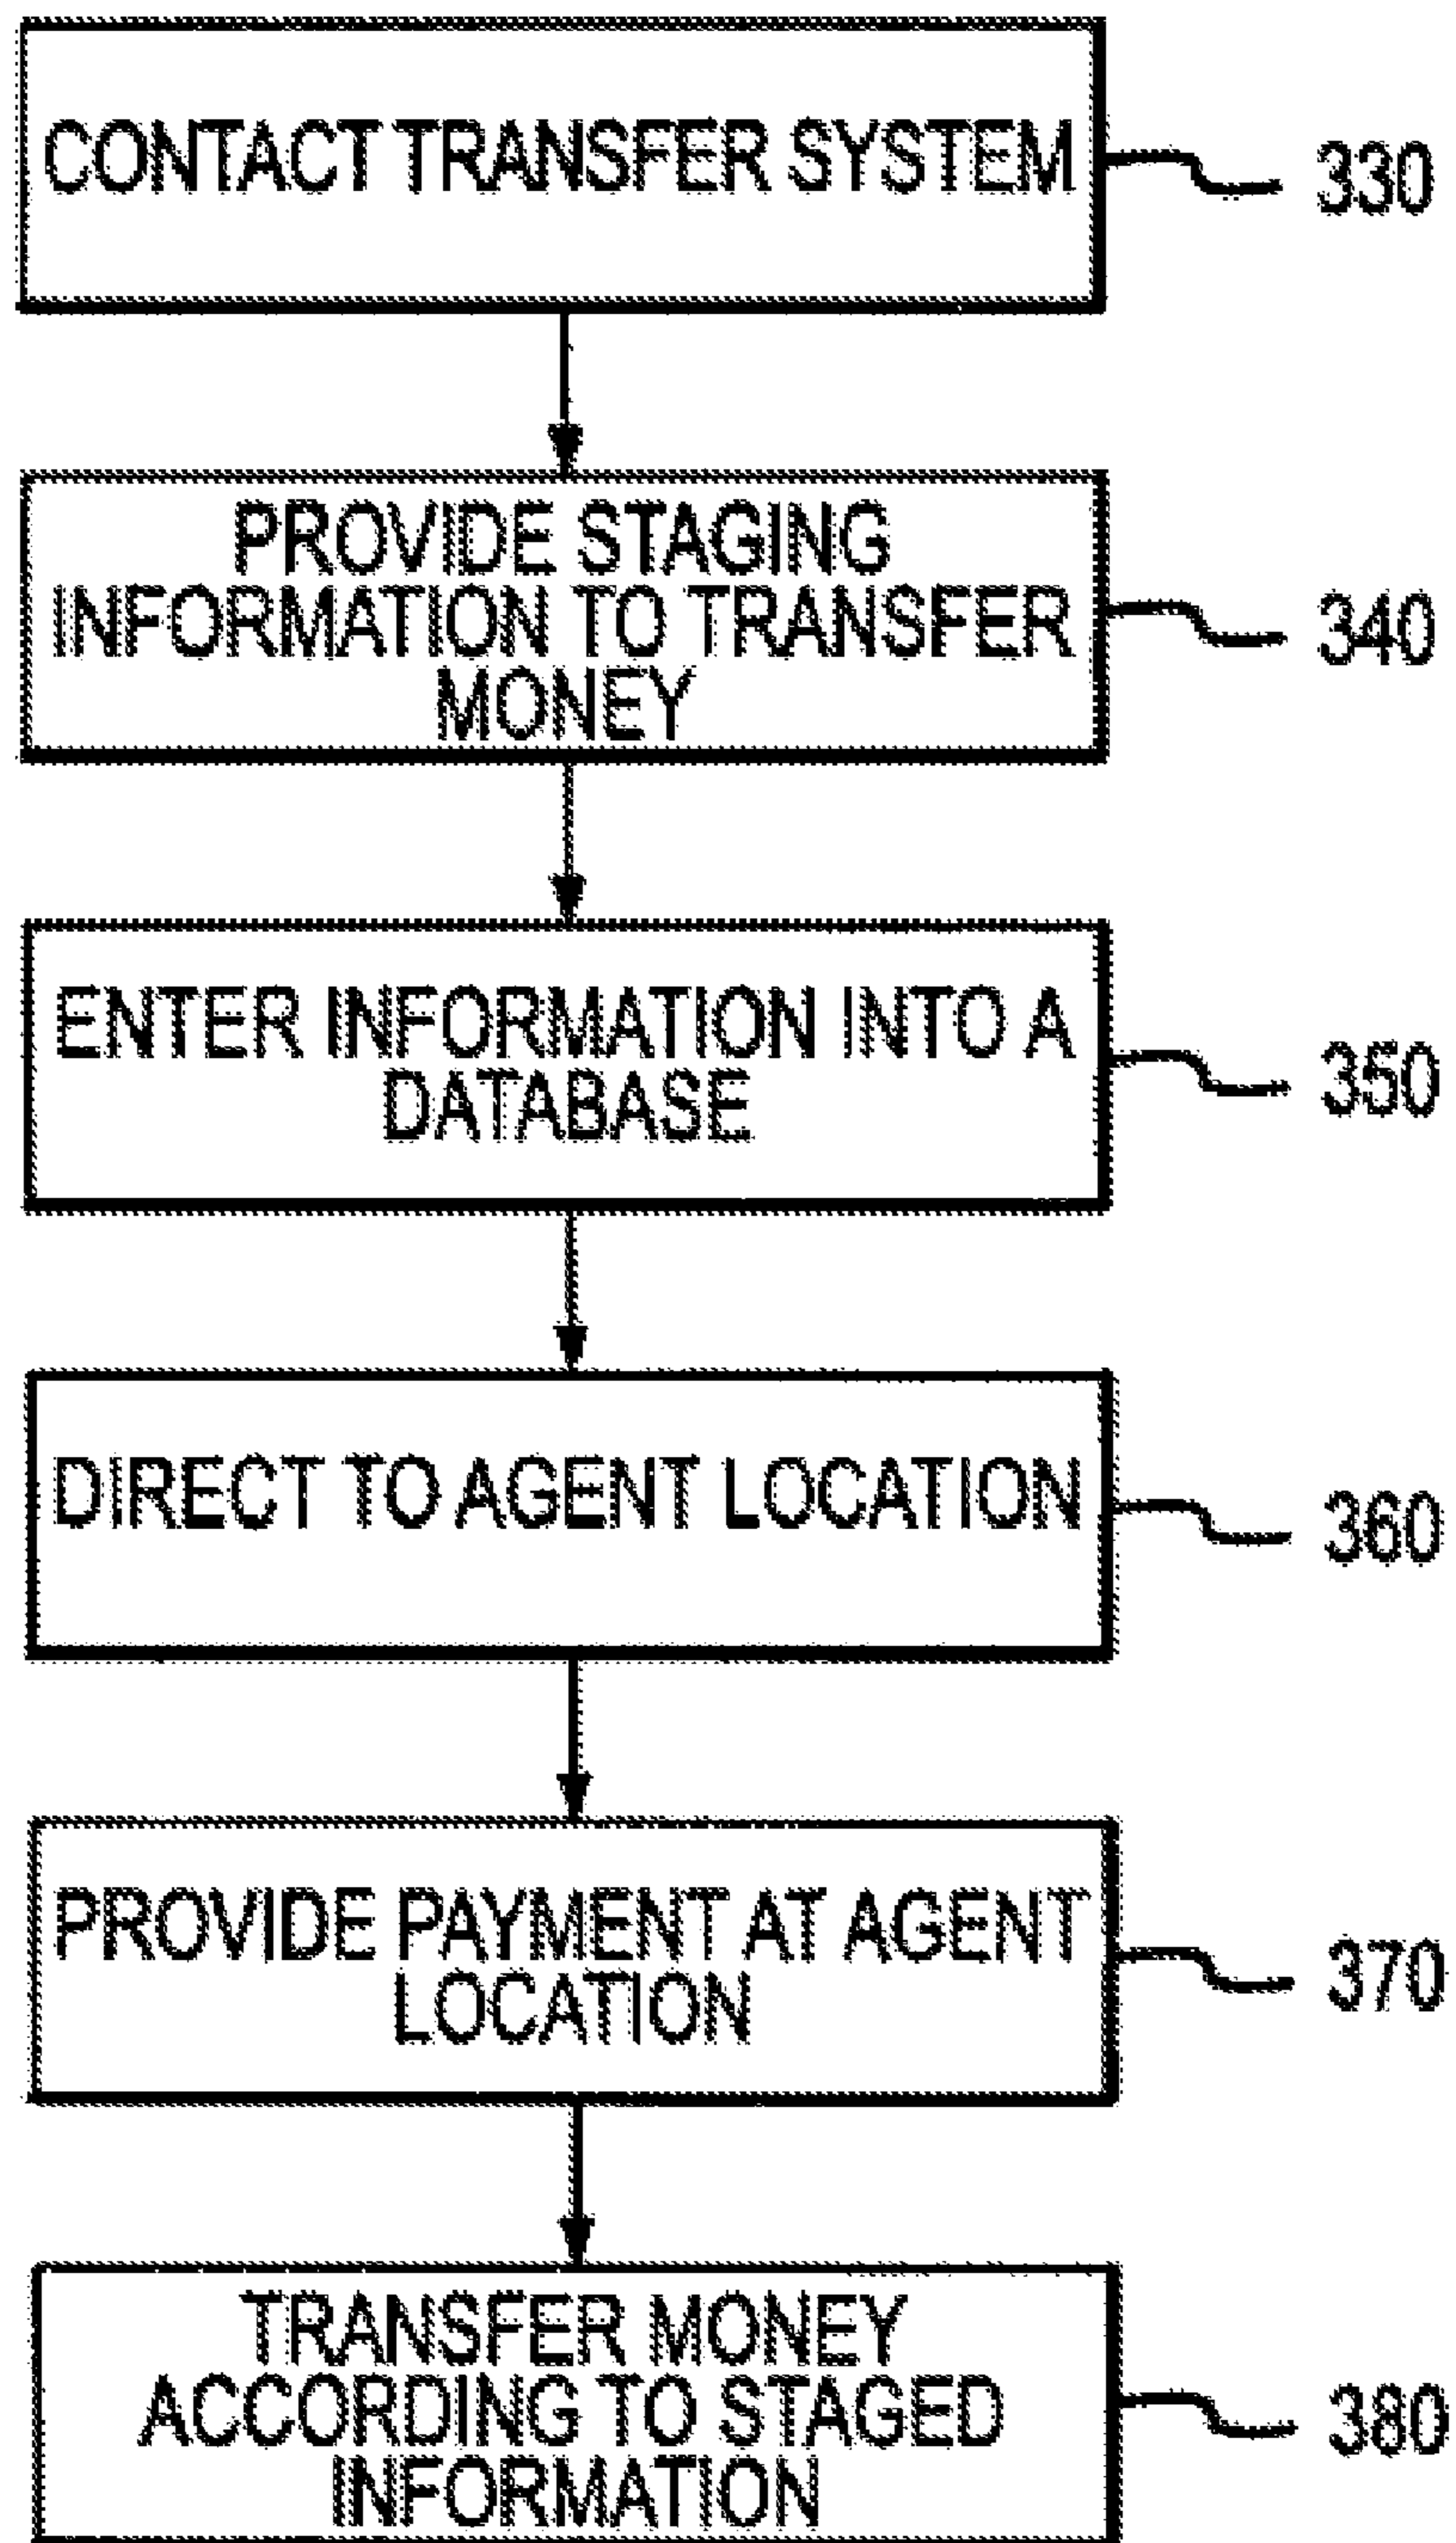 CONTACT TRANSFER SYSTEM
330
PROVIDE STAGING
INFORMATION TO TRANSFER
MONEY
340
ENTER INFORMATION INTO A
DATABASE
350
DIRECT TO AGENT LOCATION
360
PROVIDE PAYMENT AT AGENT
LOCATION
370
TRANSFER MONEY
ACCORDING TO STAGED
INFORMATION
380